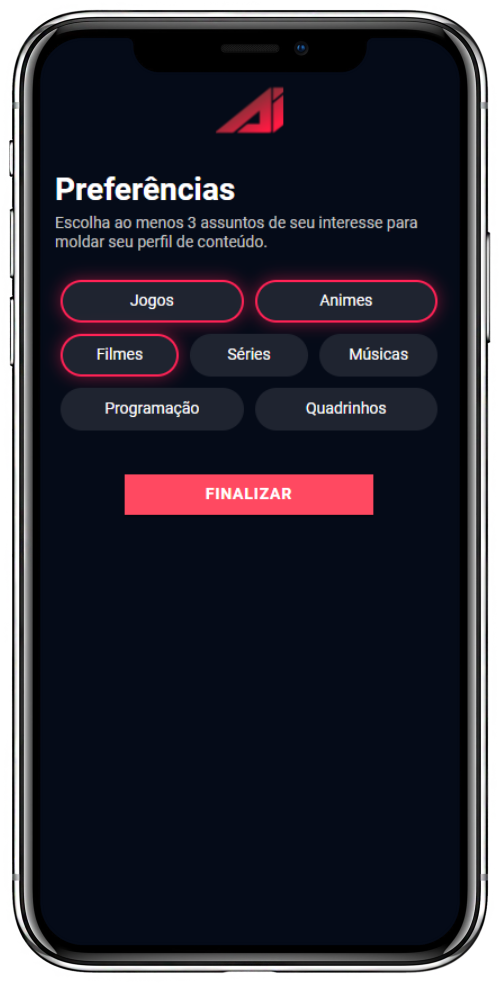 Ai
Preferências
Escolha ao menos 3 assuntos de seu interesse para
moldar seu perfil de conteúdo.
Jogos Animes
Filmes Séries Músicas
Programação Quadrinhos
FINALIZAR